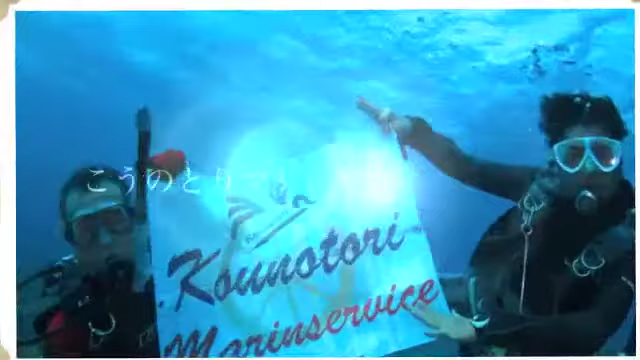 こうのとり
Kounotori
Marinservice